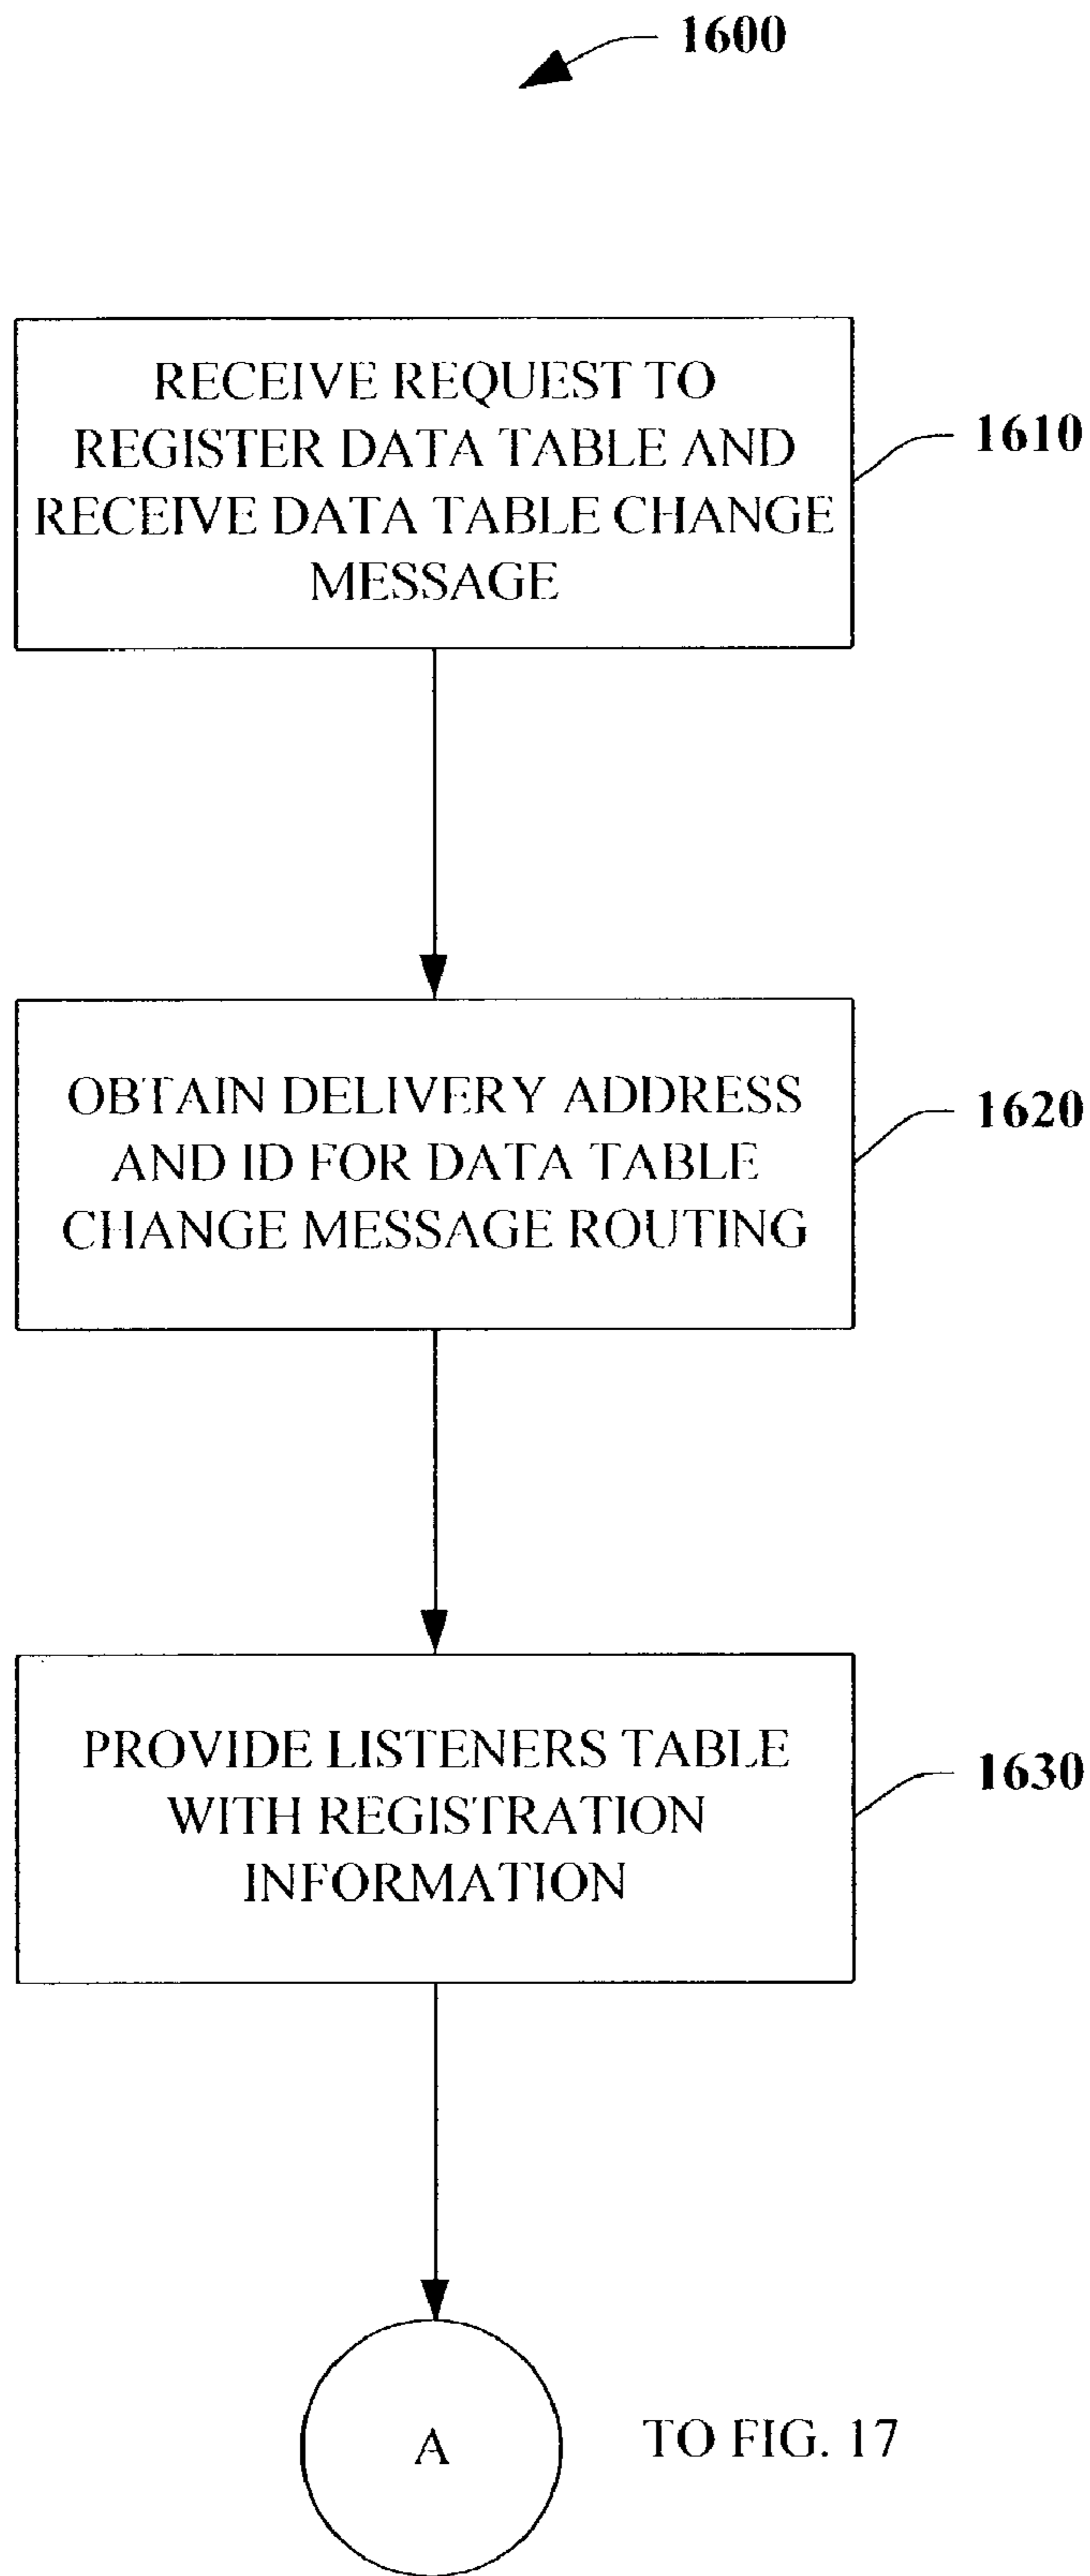 1600
RECEIVE REQUEST TO
REGISTER DATA TABLE AND
RECEIVE DATA TABLE CHANGE
MESSAGE
1610
OBTAIN DELIVERY ADDRESS
AND ID FOR DATA TABLE
CHANGE MESSAGE ROUTING
1620
PROVIDE LISTENERS TABLE
WITH REGISTRATION
INFORMATION
1630
A
TO FIG. 17